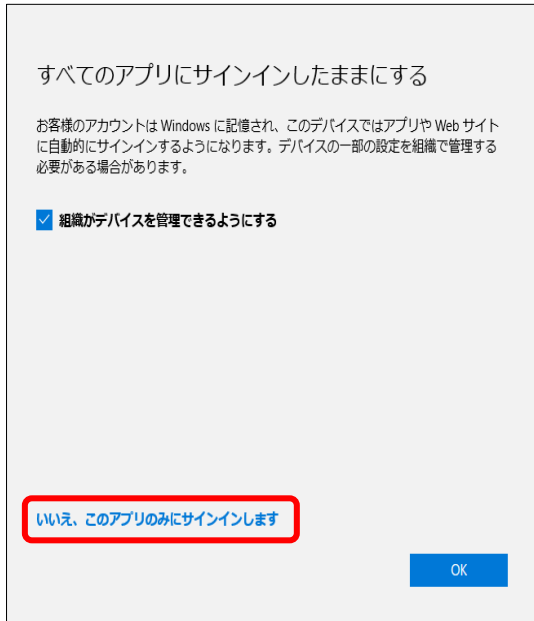 すべてのアプリにサインインしたままにする
お客様のアカウントは Windows に記憶され、このデバイスではアプリや Web サイト
に自動的にサインインするようになります。デバイスの一部の設定を組織で管理する
必要がある場合があります。
組織がデバイスを管理できるようにする
いいえ、このアプリのみにサインインします
OK